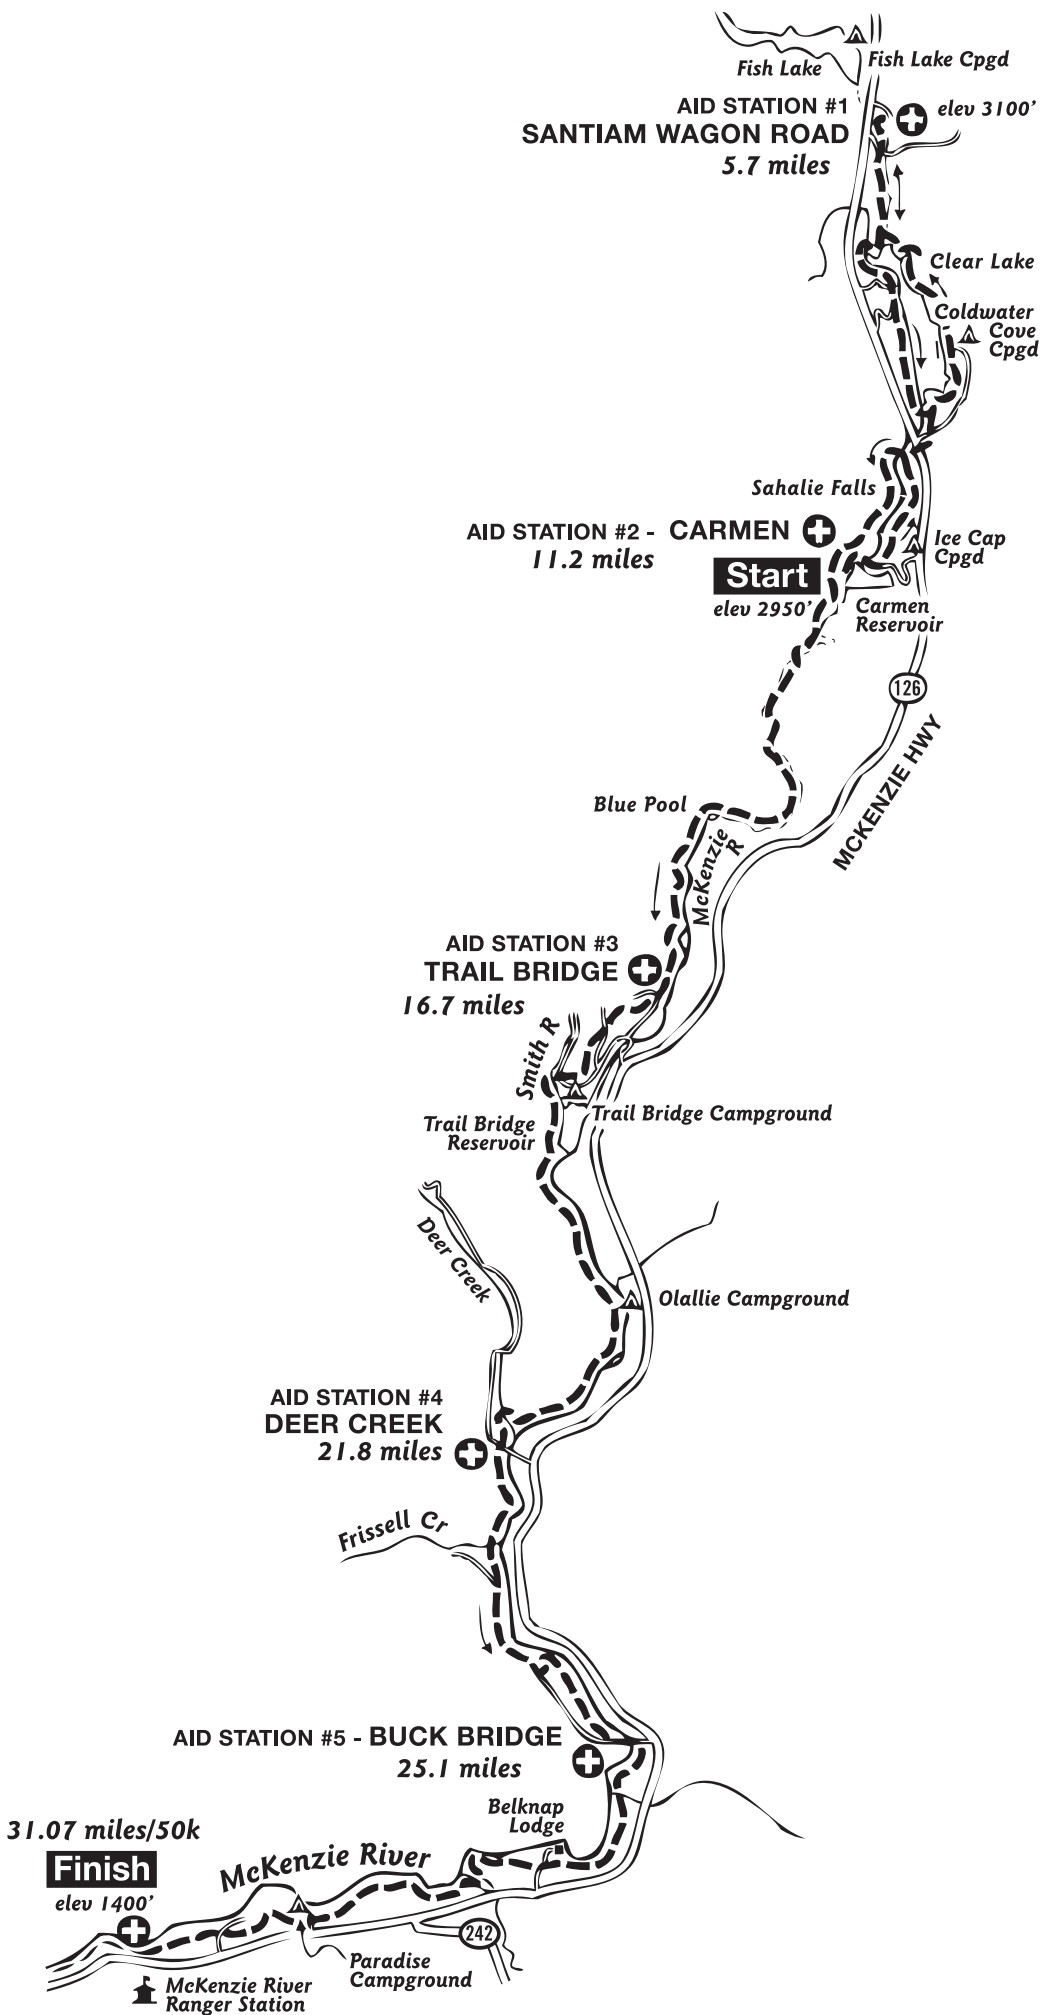 Fish Lake
Fish Lake Cpgd
AID STATION #1
SANTIAM WAGON ROAD
5.7 miles
elev 3100'
Clear Lake
Coldwater
Cove
Cpgd
Sahalie Falls
AID STATION #2 - CARMEN
11.2 miles
Start
elev 2950'
Ice Cap
Cpgd
Carmen
Reservoir
126
MCKENZIE HWY
Blue Pool
McKenzie
R
AID STATION #3
TRAIL BRIDGE
16.7 miles
Smith R
Trail Bridge
Reservoir
Trail Bridge Campground
Deer Creek
Olallie Campground
AID STATION #4
DEER CREEK
21.8 miles
Frissell Cr
AID STATION #5 - BUCK BRIDGE
25.1 miles
Belknap
Lodge
31.07 miles/50k
Finish
elev 1400'
McKenzie River
242
Paradise
Campground
McKenzie River
Ranger Station